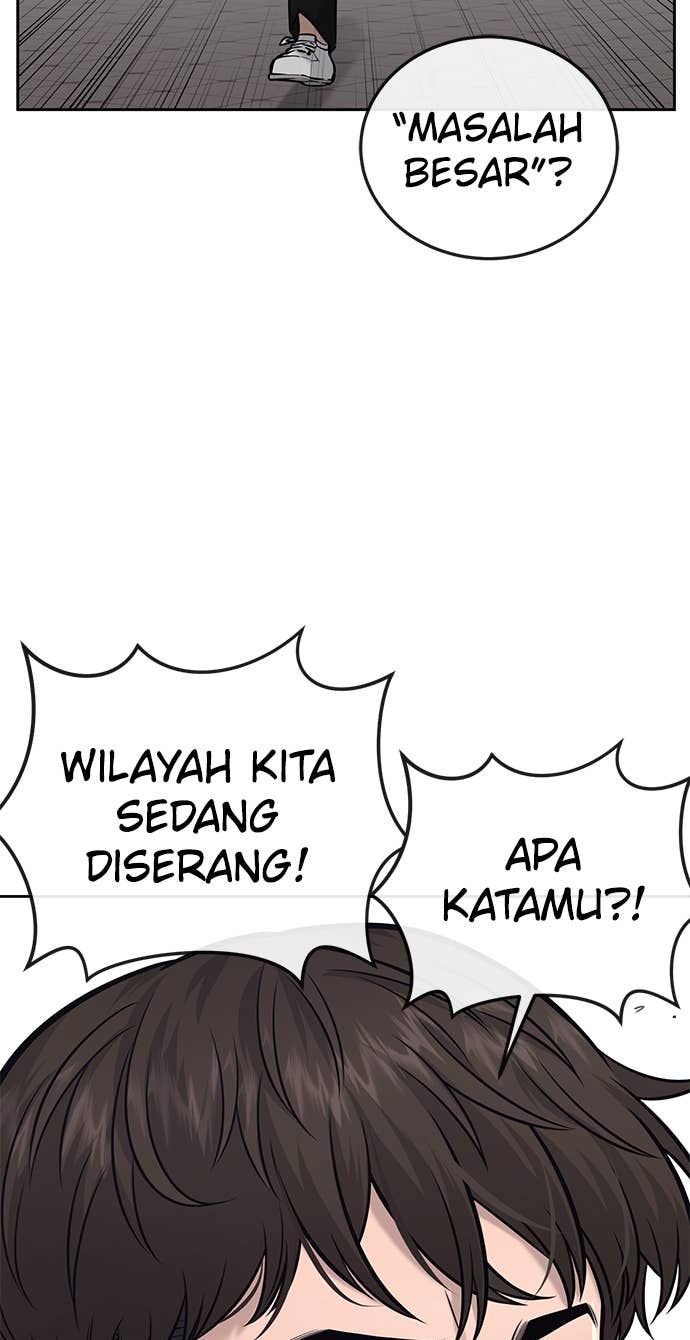 "MASALAH
BESAR"?
WILAYAH KITA
SEDANG
DISERANG!
APA
KATAMU?!